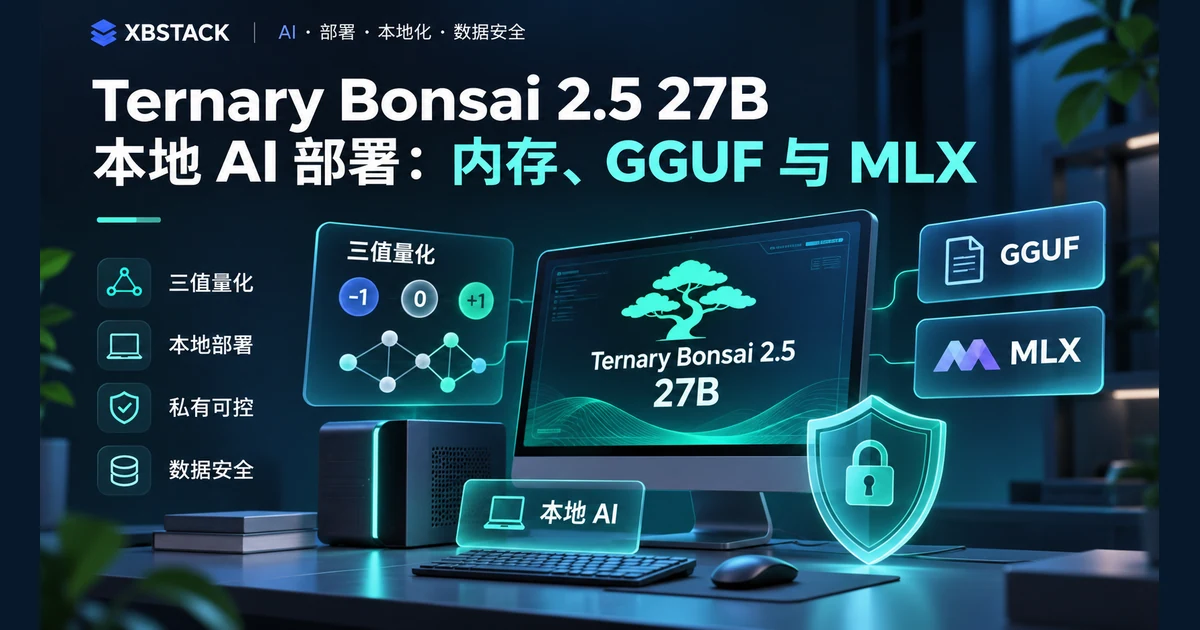 XBSTACK
AI · 部署 · 本地化 · 数据安全
Ternary Bonsai 2.5 27B
本地 AI 部署：内存、GGUF 与 MLX
三值量化
本地部署
私有可控
数据安全
三值量化
-1 0 +1
Ternary Bonsai 2.5
27B
GGUF
MLX
本地 AI